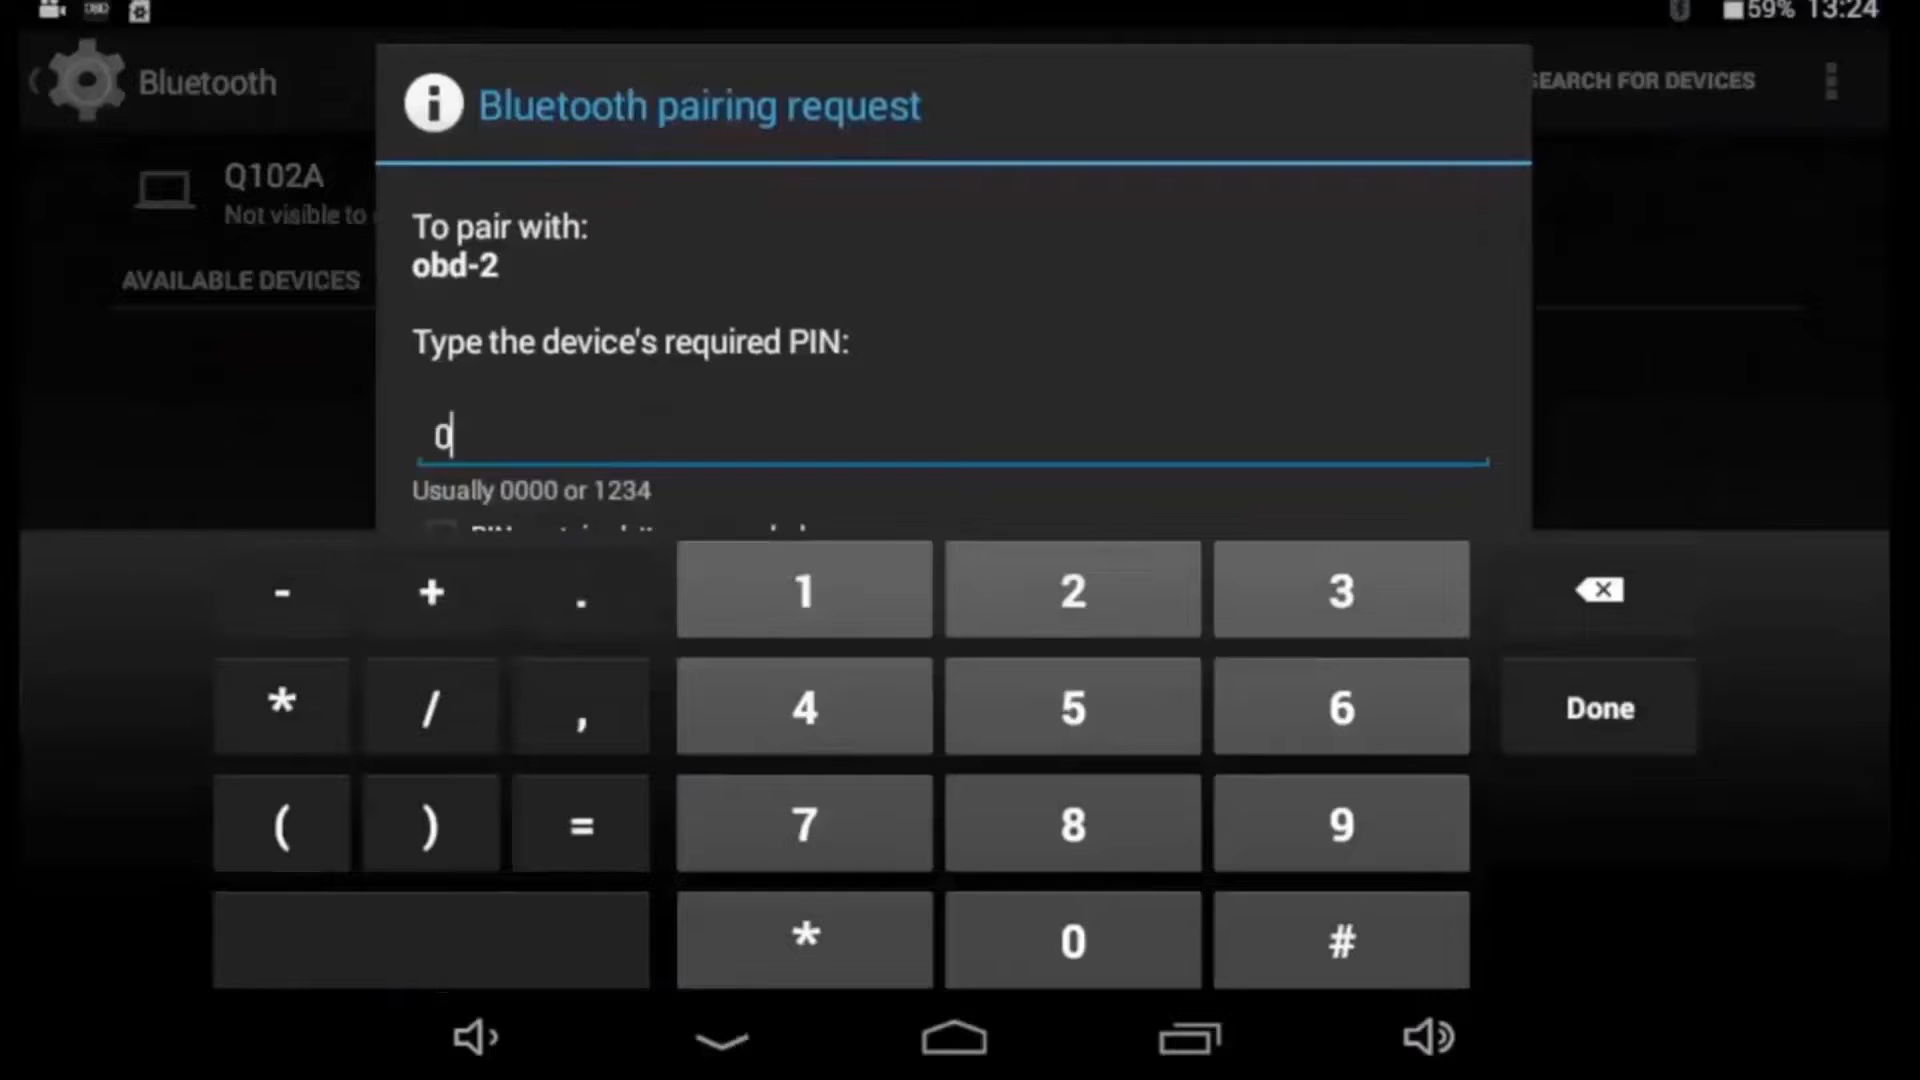 59% 13:24
Bluetooth
SEARCH FOR DEVICES
Bluetooth pairing request
Q102A
Not visible to
AVAILABLE DEVICES
To pair with:
obd-2
Type the device's required PIN:
0
Usually 0000 or 1234
PIN
- + . 1 2 3
* / , 4 5 6 Done
( ) = 7 8 9
* 0 #